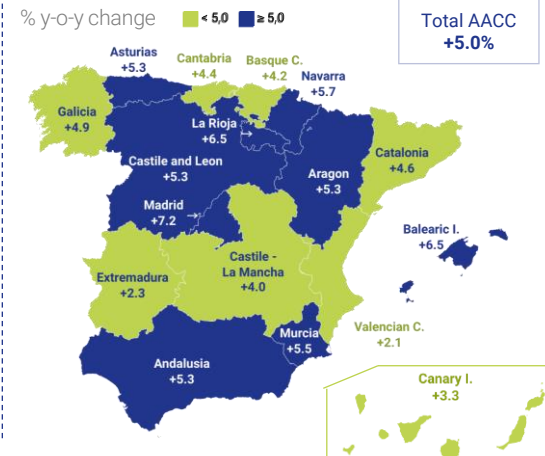 % y-o-y change
< 5,0
≥ 5,0
Total AACC
+5.0%
Asturias
+5.3
Cantabria
+4.4
Basque C.
+4.2
Navarra
+5.7
Galicia
+4.9
La Rioja
+6.5
Castile and Leon
+5.3
Aragon
+5.3
Catalonia
+4.6
Madrid
+7.2
Balearic I.
+6.5
Castile -
La Mancha
+4.0
Extremadura
+2.3
Valencian C.
+2.1
Murcia
+5.5
Andalusia
+5.3
Canary I.
+3.3